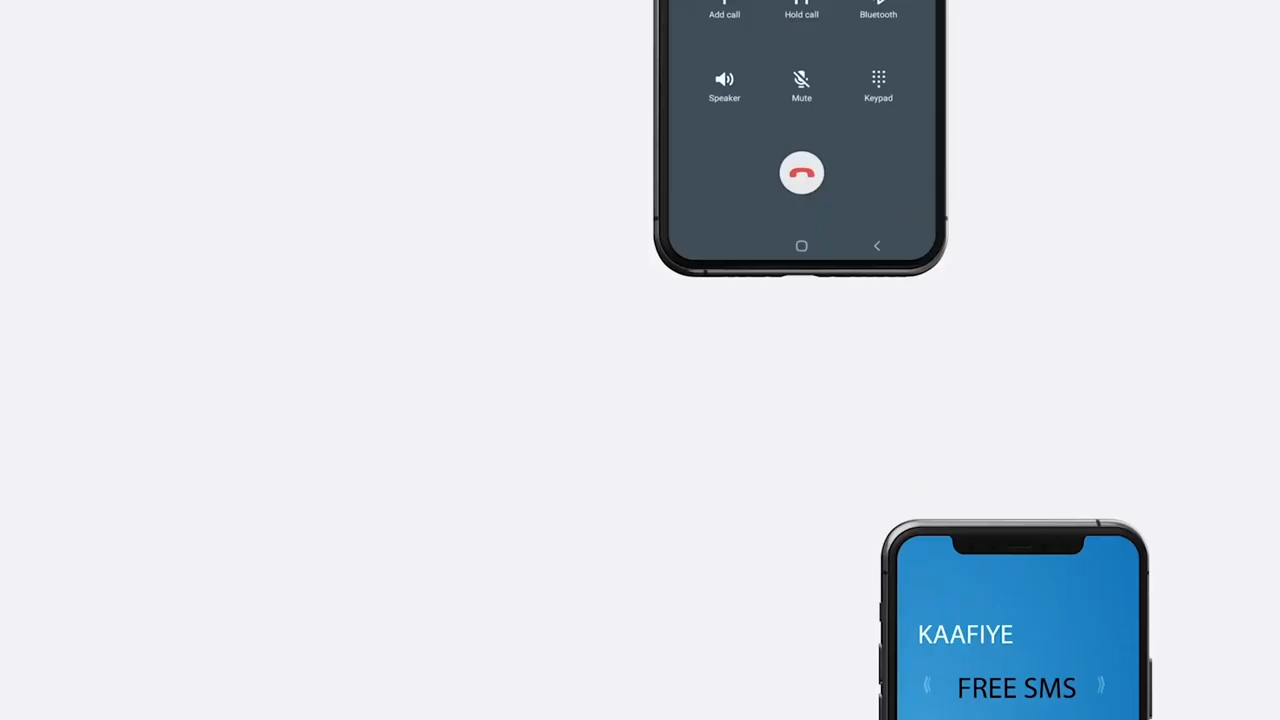 Add call Hold call Bluetooth
Speaker Mute Keypad
KAAFIYE
FREE SMS